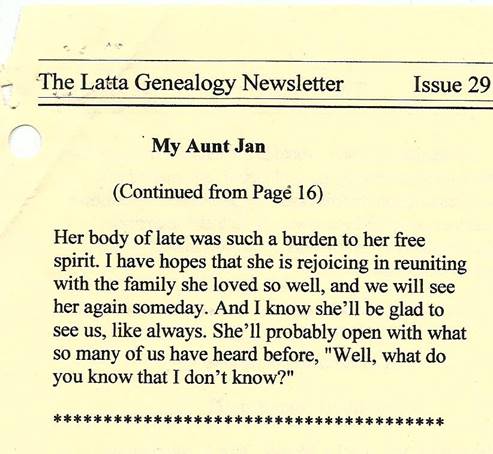 The Latta Genealogy Newsletter Issue 29
My Aunt Jan
(Continued from Page 16)
Her body of late was such a burden to her free
spirit. I have hopes that she is rejoicing in reuniting
with the family she loved so well, and we will see
her again someday. And I know she'll be glad to
see us, like always. She'll probably open with what
so many of us have heard before, "Well, what do
you know that I don't know?"
***************************************